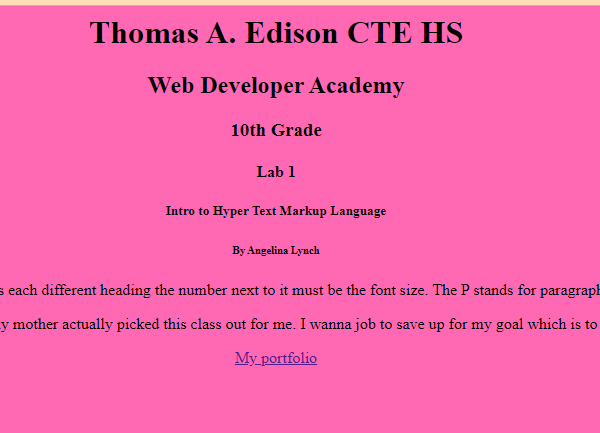 Thomas A. Edison CTE HS
Web Developer Academy
10th Grade
Lab 1
Intro to Hyper Text Markup Language
By Angelina Lynch
each different heading the number next to it must be the font size. The P stands for
mother actually picked this class out for me. I wanna job to save up for my goal which is to
My portfolio